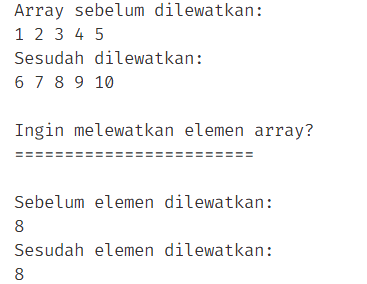 Array sebelum dilewatkan:
1 2 3 4 5
Sesudah dilewatkan:
6 7 8 9 10
Ingin melewatkan elemen array?
========================
Sebelum elemen dilewatkan:
8
Sesudah elemen dilewatkan:
8